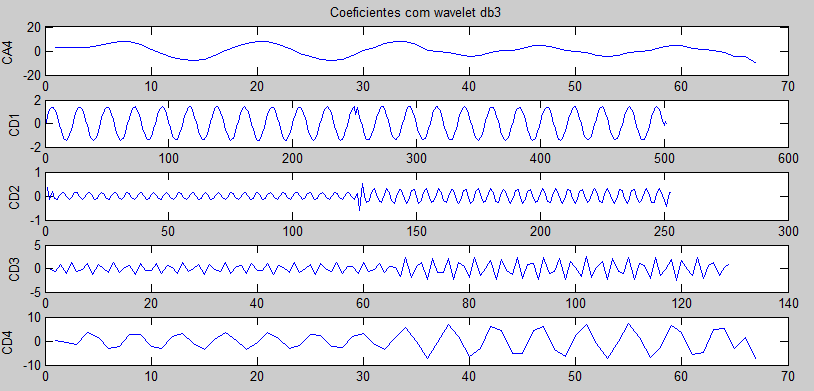 Coeficientes com wavelet db3
20
0
-20
CA4
0 10 20 30 40 50 60 70
2
0
-2
CD1
0 100 200 300 400 500 600
1
0
-1
CD2
0 50 100 150 200 250 300
5
0
-5
CD3
0 20 40 60 80 100 120 140
10
0
-10
CD4
0 10 20 30 40 50 60 70